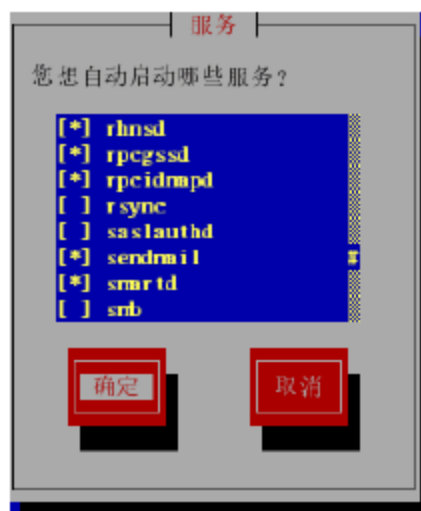 服务
您想自动启动哪些服务?
[*] rhnsd
[*] rpcgssd
[*] rpcidmapd
[ ] rsync
[ ] saslauthd
[*] sendmail #
[*] smartd
[ ] smb
确定 取消